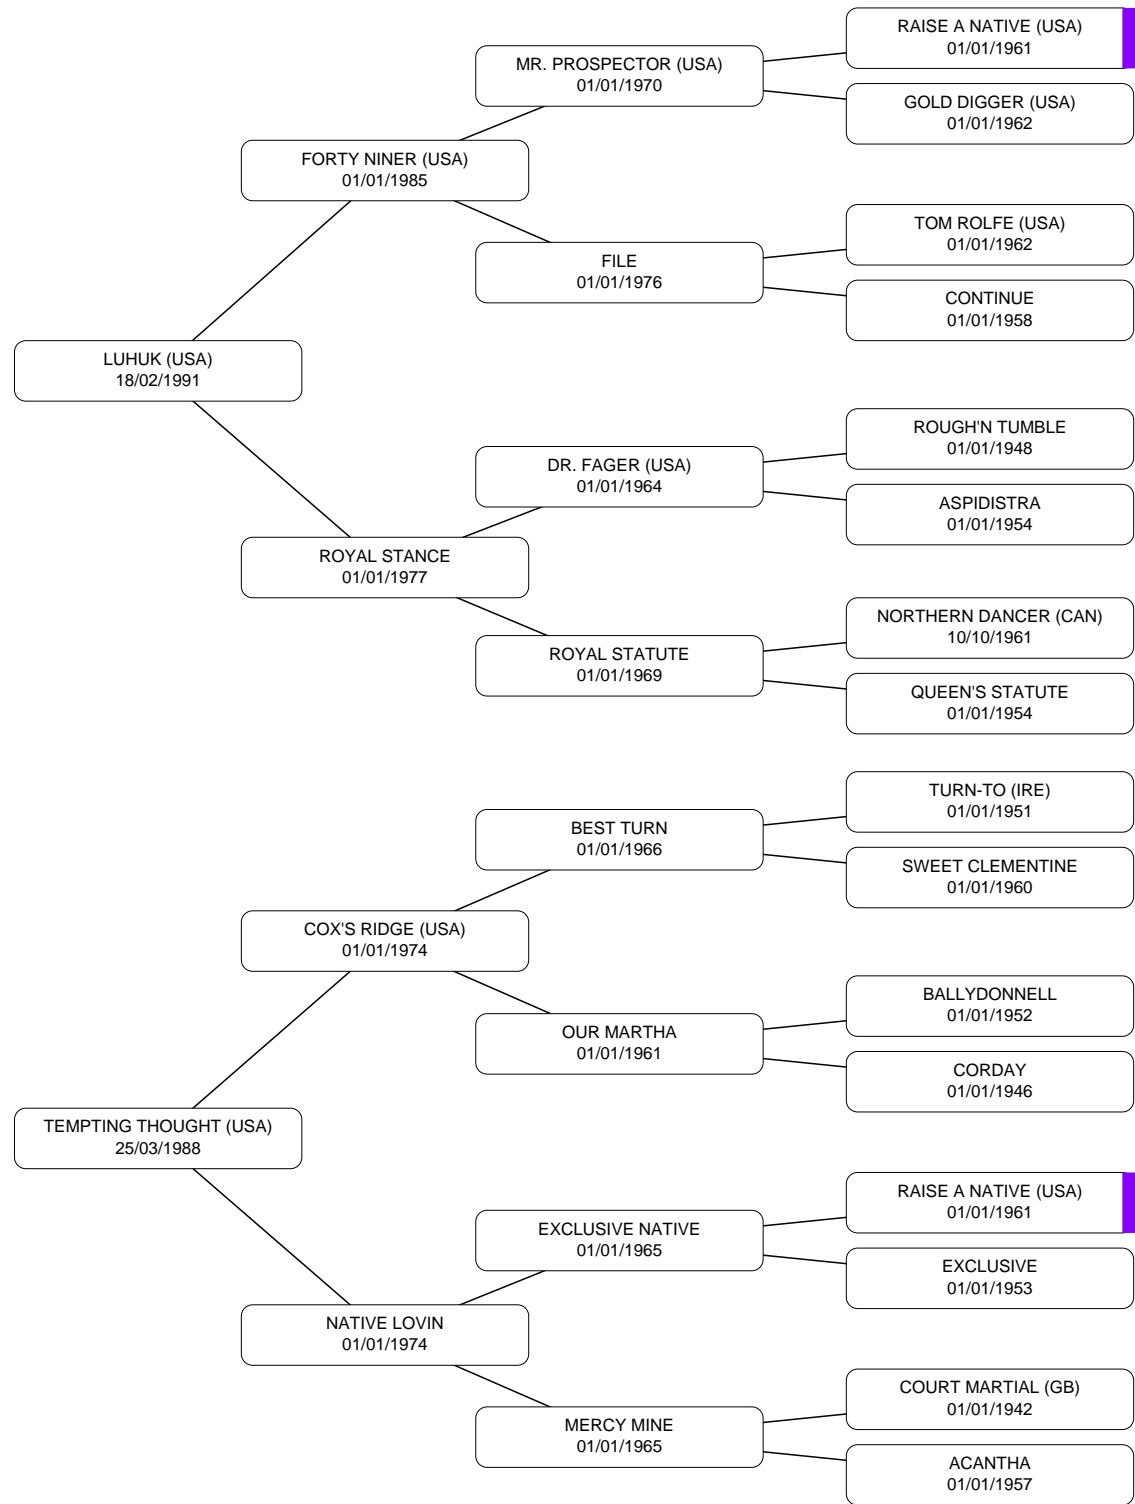 RAISE A NATIVE (USA)
01/01/1961
MR. PROSPECTOR (USA)
01/01/1970
GOLD DIGGER (USA)
01/01/1962
FORTY NINER (USA)
01/01/1985
TOM ROLFE (USA)
01/01/1962
FILE
01/01/1976
CONTINUE
01/01/1958
LUHUK (USA)
18/02/1991
ROUGH'N TUMBLE
01/01/1948
DR. FAGER (USA)
01/01/1964
ASPIDISTRA
01/01/1954
ROYAL STANCE
01/01/1977
NORTHERN DANCER (CAN)
10/10/1961
ROYAL STATUTE
01/01/1969
QUEEN'S STATUTE
01/01/1954
TURN-TO (IRE)
01/01/1951
BEST TURN
01/01/1966
SWEET CLEMENTINE
01/01/1960
COX'S RIDGE (USA)
01/01/1974
BALLYDONNELL
01/01/1952
OUR MARTHA
01/01/1961
CORDAY
01/01/1946
TEMPTING THOUGHT (USA)
25/03/1988
RAISE A NATIVE (USA)
01/01/1961
EXCLUSIVE NATIVE
01/01/1965
EXCLUSIVE
01/01/1953
NATIVE LOVIN
01/01/1974
COURT MARTIAL (GB)
01/01/1942
MERCY MINE
01/01/1965
ACANTHA
01/01/1957